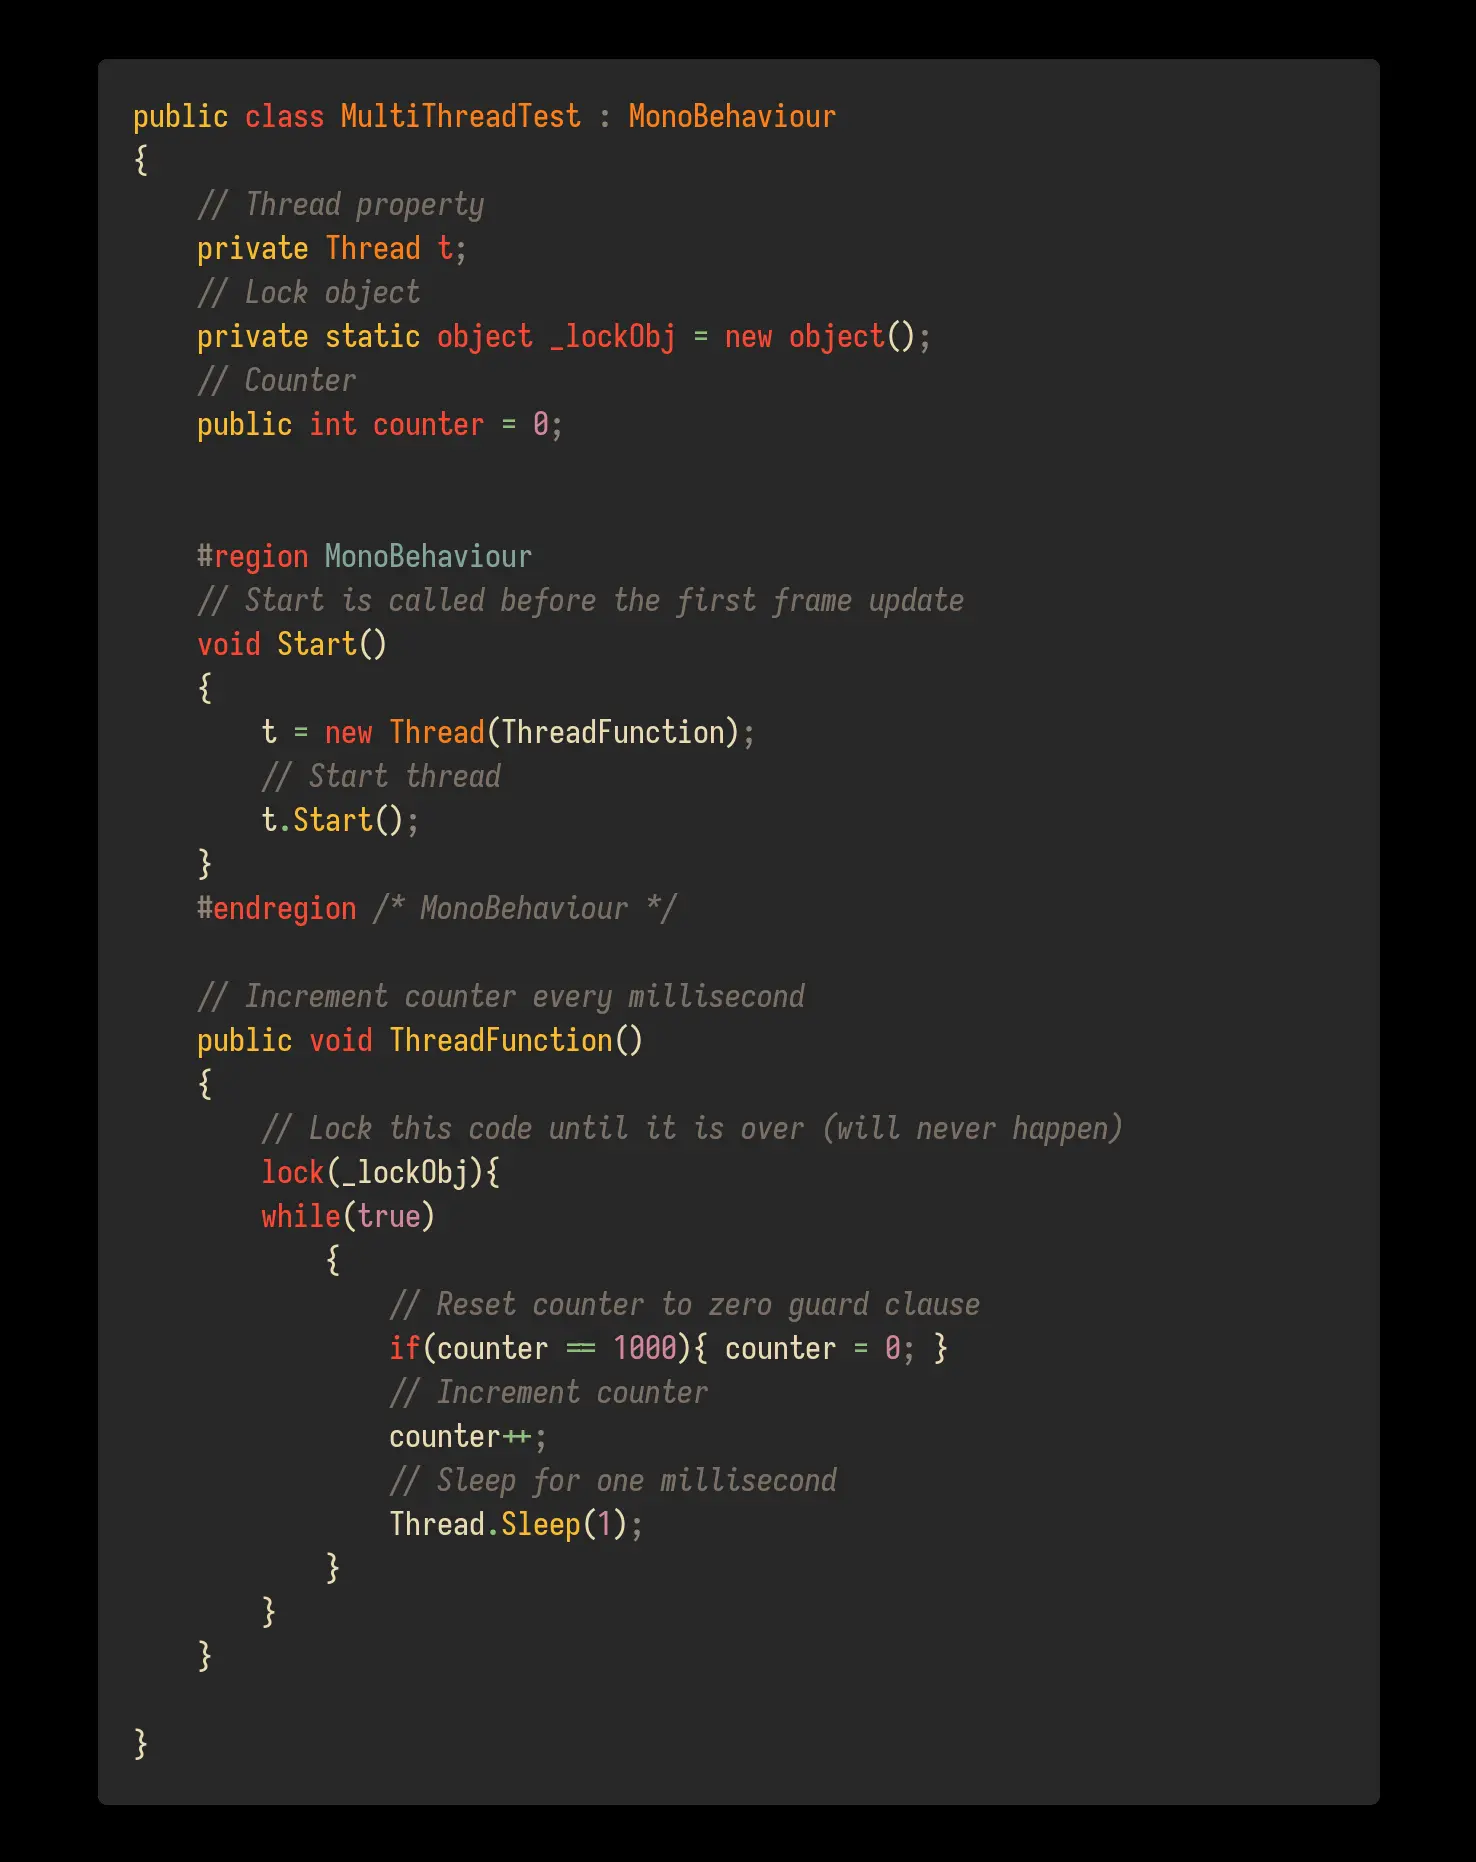 public class MultiThreadTest : MonoBehaviour
{
    // Thread property
    private Thread t;
    // Lock object
    private static object _lockObj = new object();
    // Counter
    public int counter = 0;


    #region MonoBehaviour
    // Start is called before the first frame update
    void Start()
    {
        t = new Thread(ThreadFunction);
        // Start thread
        t.Start();
    }
    #endregion /* MonoBehaviour */

    // Increment counter every millisecond
    public void ThreadFunction()
    {
        // Lock this code until it is over (will never happen)
        lock(_lockObj){
        while(true)
            {
                // Reset counter to zero guard clause
                if(counter == 1000){ counter = 0; }
                // Increment counter
                counter++;
                // Sleep for one millisecond
                Thread.Sleep(1);
            }
        }
    }

}